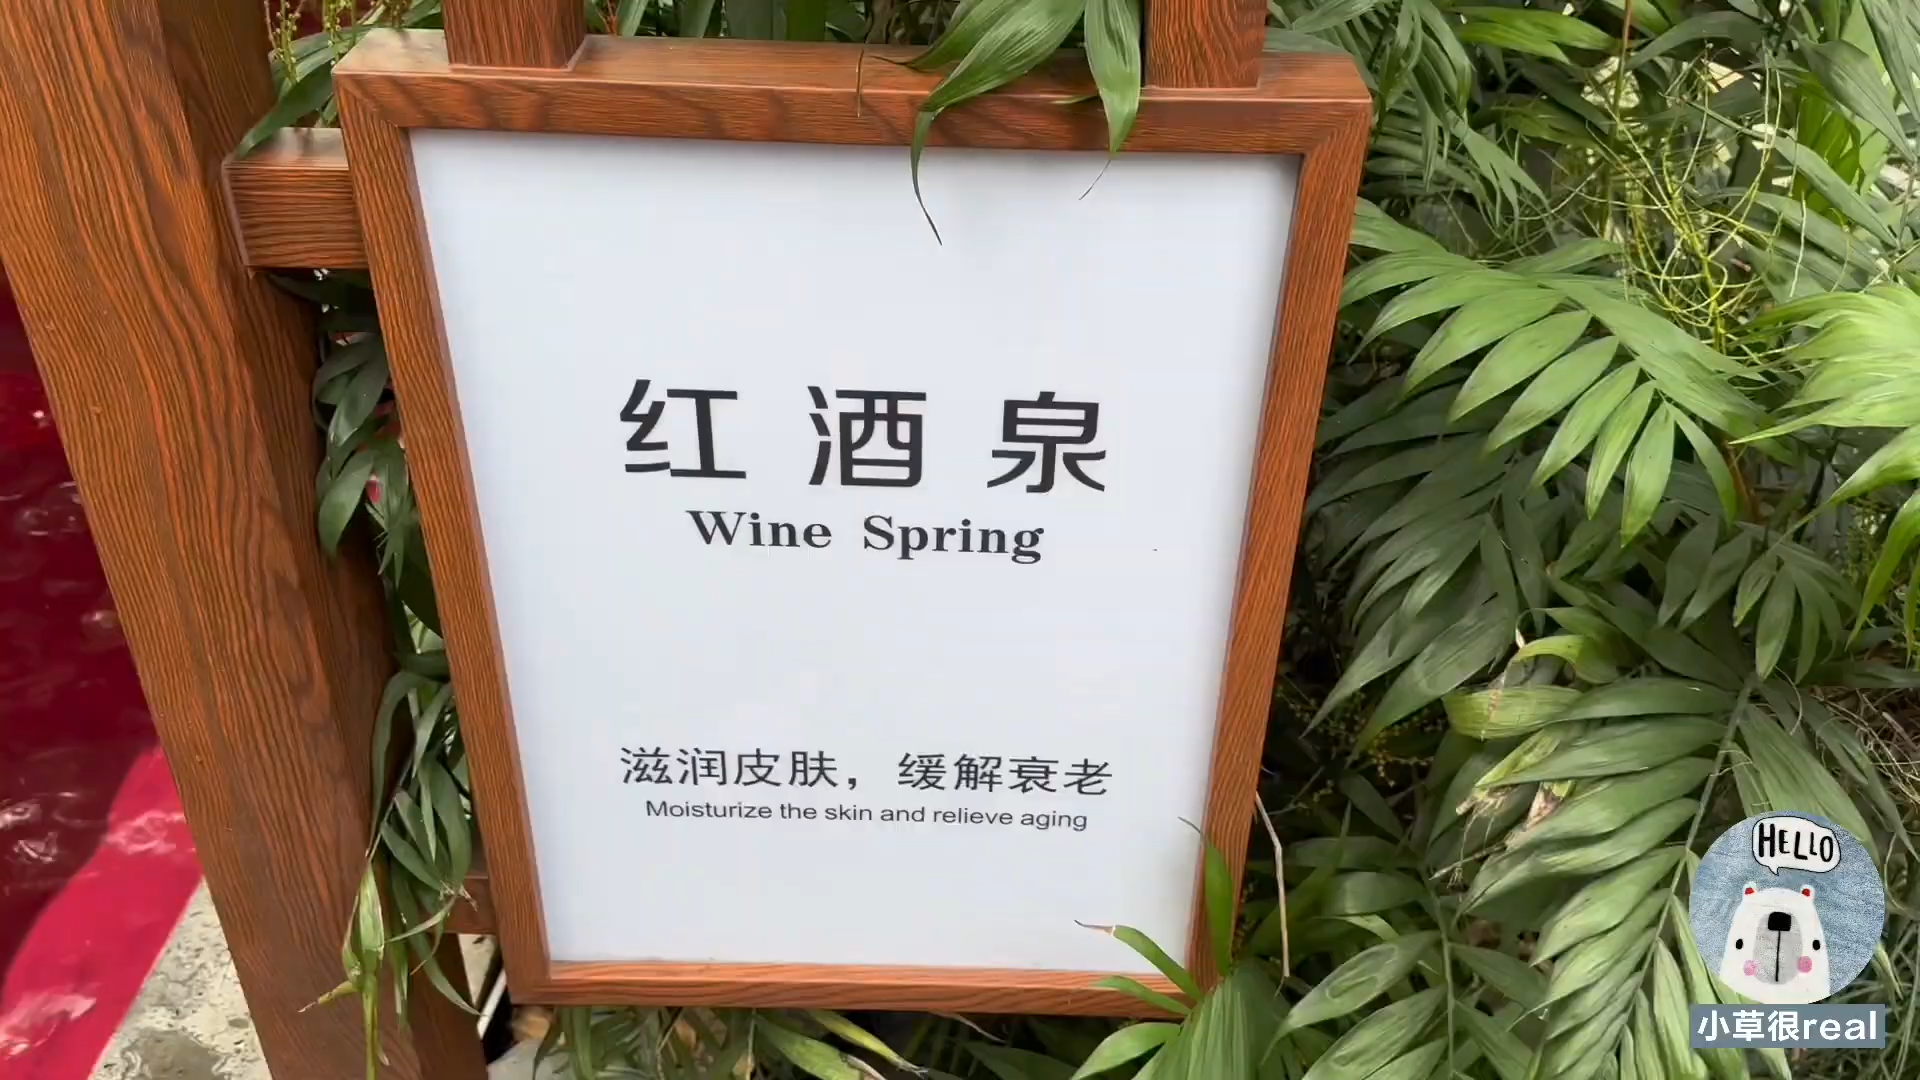 红酒泉
Wine Spring
滋润皮肤，缓解衰老
Moisturize the skin and relieve aging
HELLO
小草很real